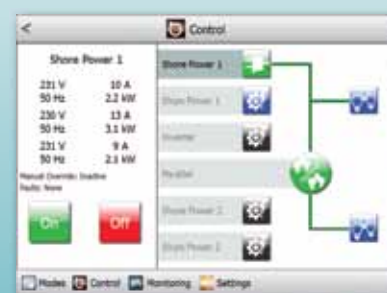 <
Control
Shore Power 1
231 V 10 A
50 Hz 2.2 kW
230 V 13 A
50 Hz 3.1 kW
231 V 9 A
50 Hz 2.1 kW
Manual Override: Inactive
Faults: None
On Off
Shore Power 1
Shore Power 1
Inverter
Parallel
Shore Power 2
Shore Power 2
Modes Control Monitoring Settings